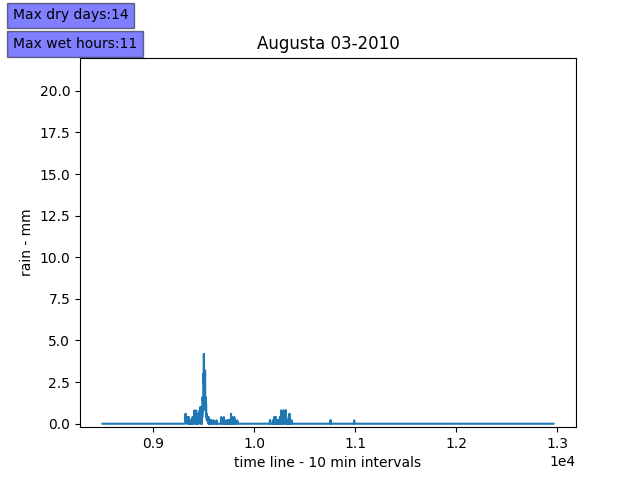 Max dry days:14
Max wet hours:11
Augusta 03-2010
rain - mm
20.0
17.5
15.0
12.5
10.0
7.5
5.0
2.5
0.0
0.9
1.0
1.1
1.2
1.3
1e4
time line - 10 min intervals